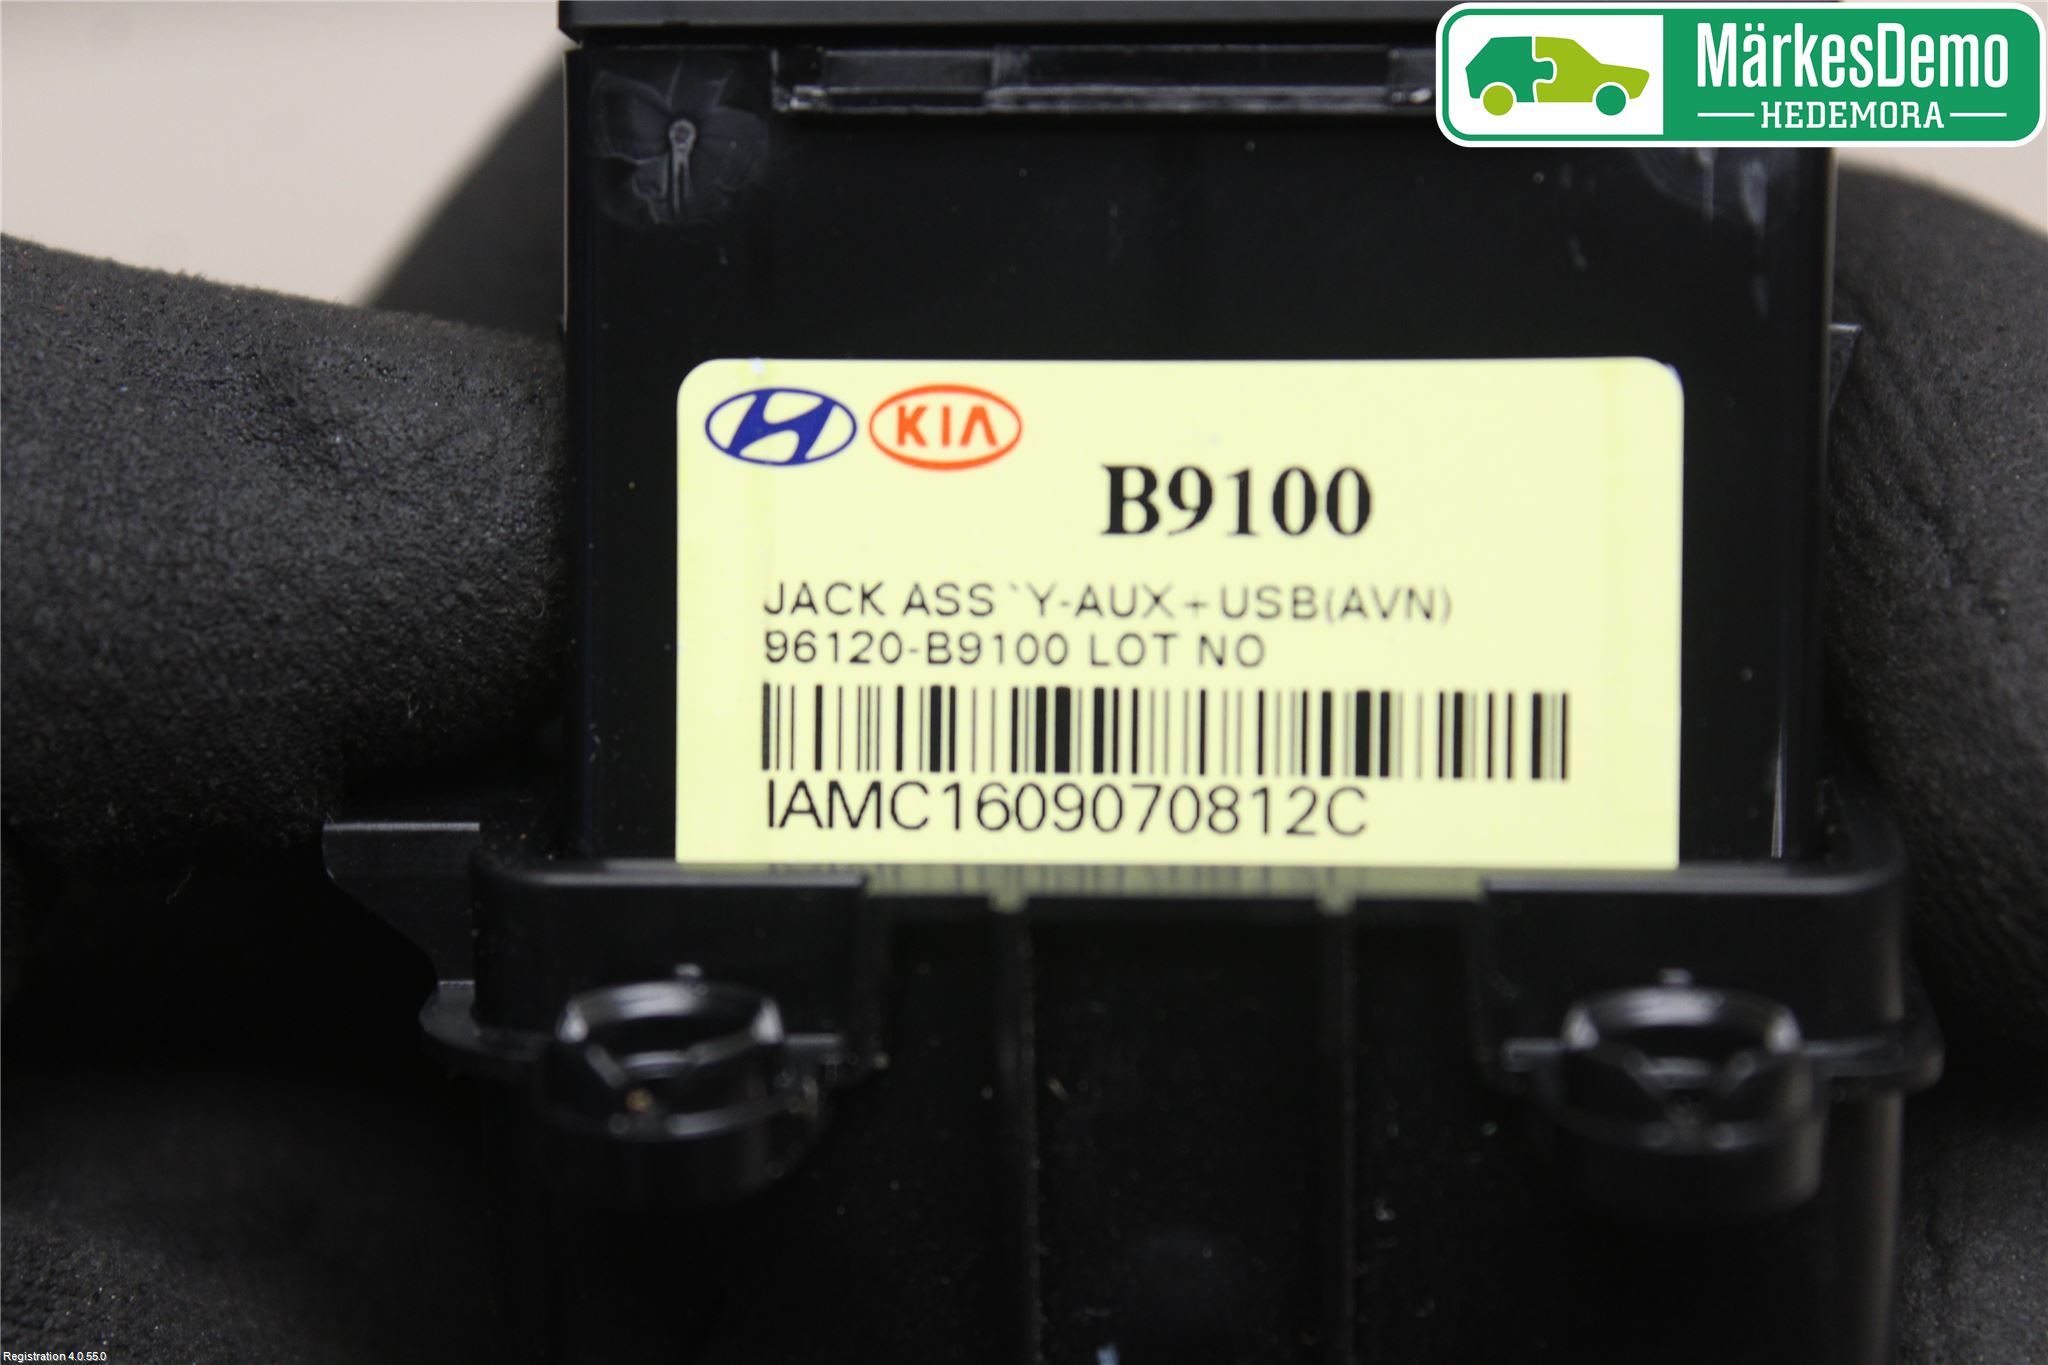 MärkesDemo
HEDEMORA
KIA
B9100
JACK ASS`Y-AUX+USB(AVN)
96120-B9100 LOT NO
IAMC1609070812C
Registration 4.0.55.0